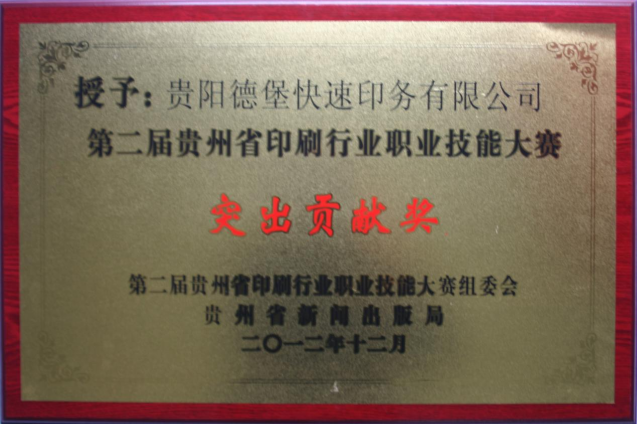 授予：贵阳德堡快速印务有限公司
第二届贵州省印刷行业职业技能大赛
突出贡献奖
第二届贵州省印刷行业职业技能大赛组委会
贵州省新闻出版局
二〇一二年十二月